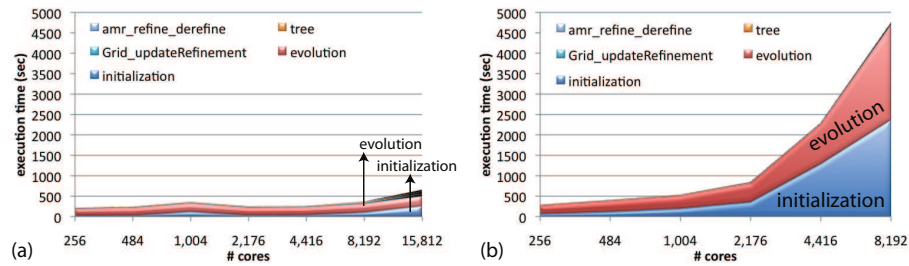 5000
4500
4000
3500
3000
2500
2000
1500
1000
500
0
execution time (sec)
amr_refine_derefine
tree
Grid_updateRefinement
evolution
initialization
evolution
initialization
256
484
1,004
2,176
4,416
8,192
15,812
# cores
(a)
5000
4500
4000
3500
3000
2500
2000
1500
1000
500
0
execution time (sec)
amr_refine_derefine
tree
Grid_updateRefinement
evolution
initialization
evolution
initialization
256
484
1,004
2,176
4,416
8,192
# cores
(b)